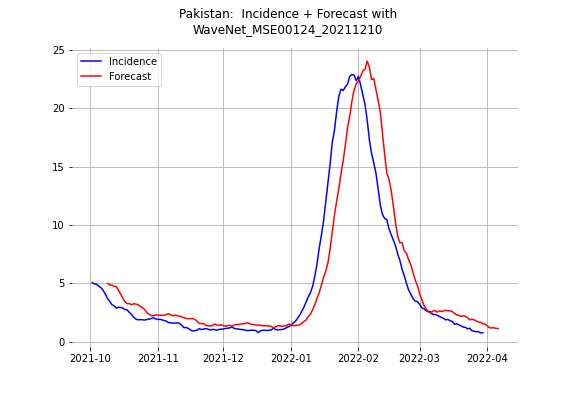 Pakistan:  Incidence + Forecast with
WaveNet_MSE00124_20211210
25
Incidence
Forecast
20
15
10
5
0
2021-10 2021-11 2021-12 2022-01 2022-02 2022-03 2022-04